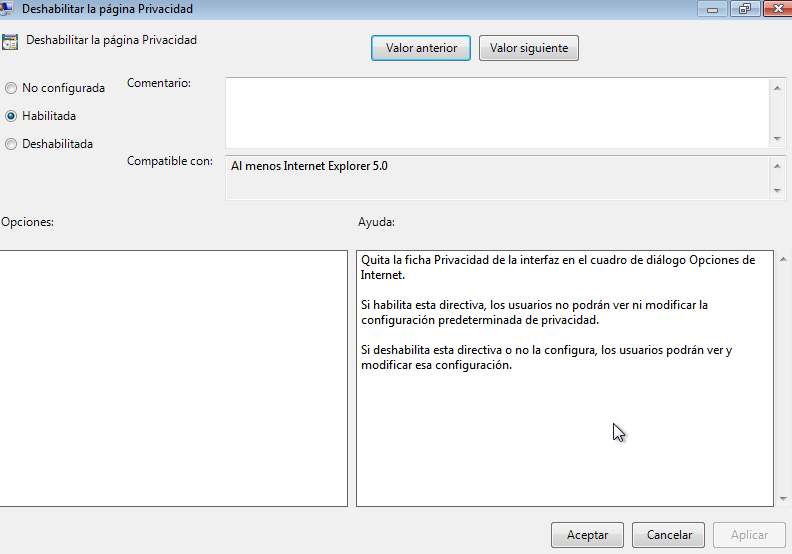 Deshabilitar la página Privacidad
Deshabilitar la página Privacidad
Valor anterior
Valor siguiente
No configurada
Habilitada
Deshabilitada
Comentario:
Compatible con:
Al menos Internet Explorer 5.0
Opciones:
Ayuda:
Quita la ficha Privacidad de la interfaz en el cuadro de diálogo Opciones de
Internet.
Si habilita esta directiva, los usuarios no podrán ver ni modificar la
configuración predeterminada de privacidad.
Si deshabilita esta directiva o no la configura, los usuarios podrán ver y
modificar esa configuración.
Aceptar
Cancelar
Aplicar